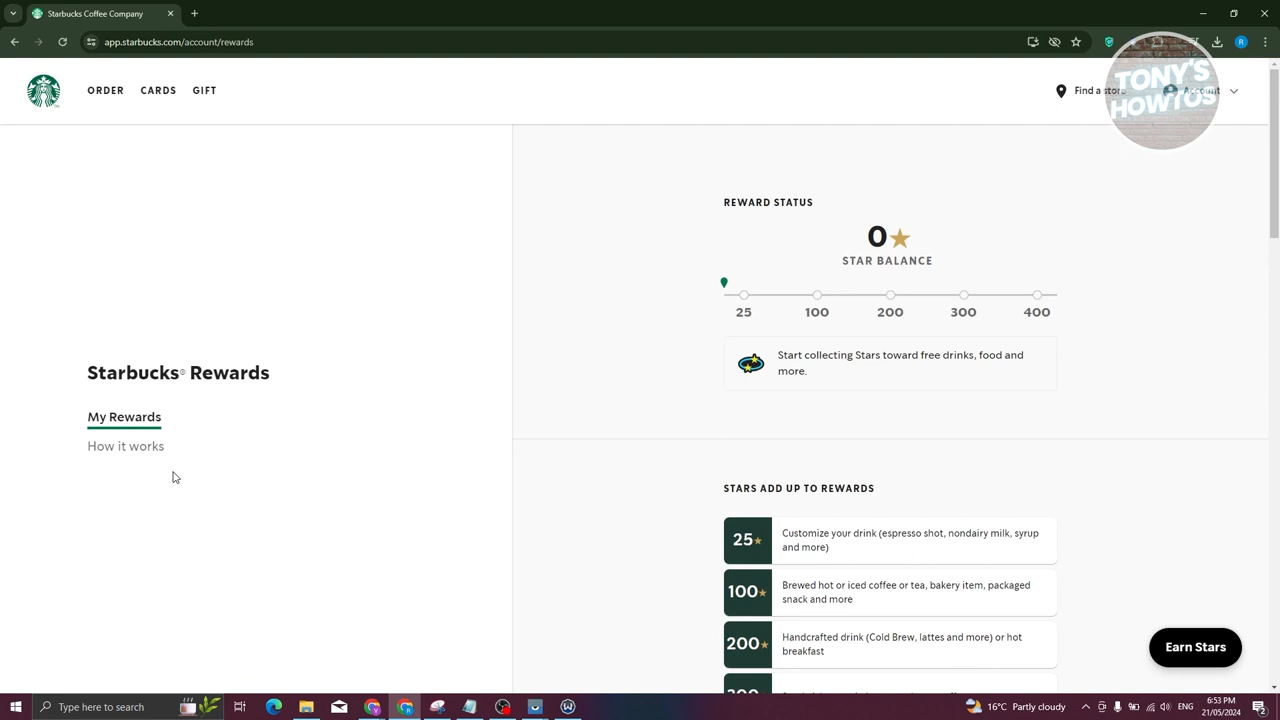 Starbucks Coffee Company
app.starbucks.com/account/rewards
R
ORDER
CARDS
GIFT
Find a store
Account
TONY'S
HOWTOS
REWARD STATUS
0
STAR BALANCE
25
100
200
300
400
Start collecting Stars toward free drinks, food and
more.
Starbucks® Rewards
My Rewards
How it works
STARS ADD UP TO REWARDS
25
Customize your drink (espresso shot, nondairy milk, syrup
and more)
100
Brewed hot or iced coffee or tea, bakery item, packaged
snack and more
200
Handcrafted drink (Cold Brew, lattes and more) or hot
breakfast
Earn Stars
Type here to search
16°C Partly cloudy
6:53 PM
21/05/2024